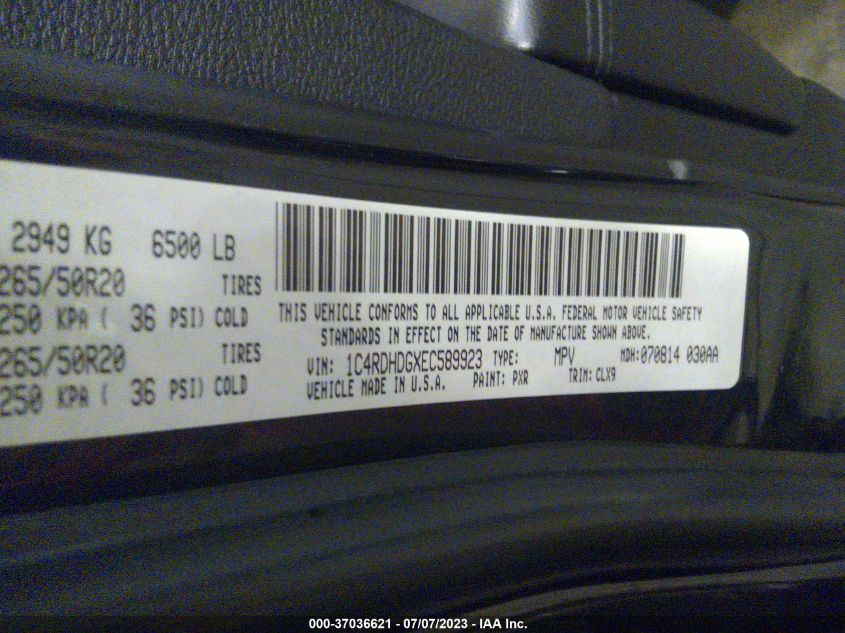 2949 KG 6500 LB
265/50R20 TIRES
250 KPA ( 36 PSI) COLD
265/50R20 TIRES
250 KPA ( 36 PSI) COLD
THIS VEHICLE CONFORMS TO ALL APPLICABLE U.S.A. FEDERAL MOTOR VEHICLE SAFETY
STANDARDS IN EFFECT ON THE DATE OF MANUFACTURE SHOWN ABOVE.
VIN: 1C4RDHDGXEC589923 TYPE: MPV MDH:070814 030AA
VEHICLE MADE IN U.S.A. PAINT: PXR TRIM: CLX9
000-37036621 - 07/07/2023 - IAA Inc.